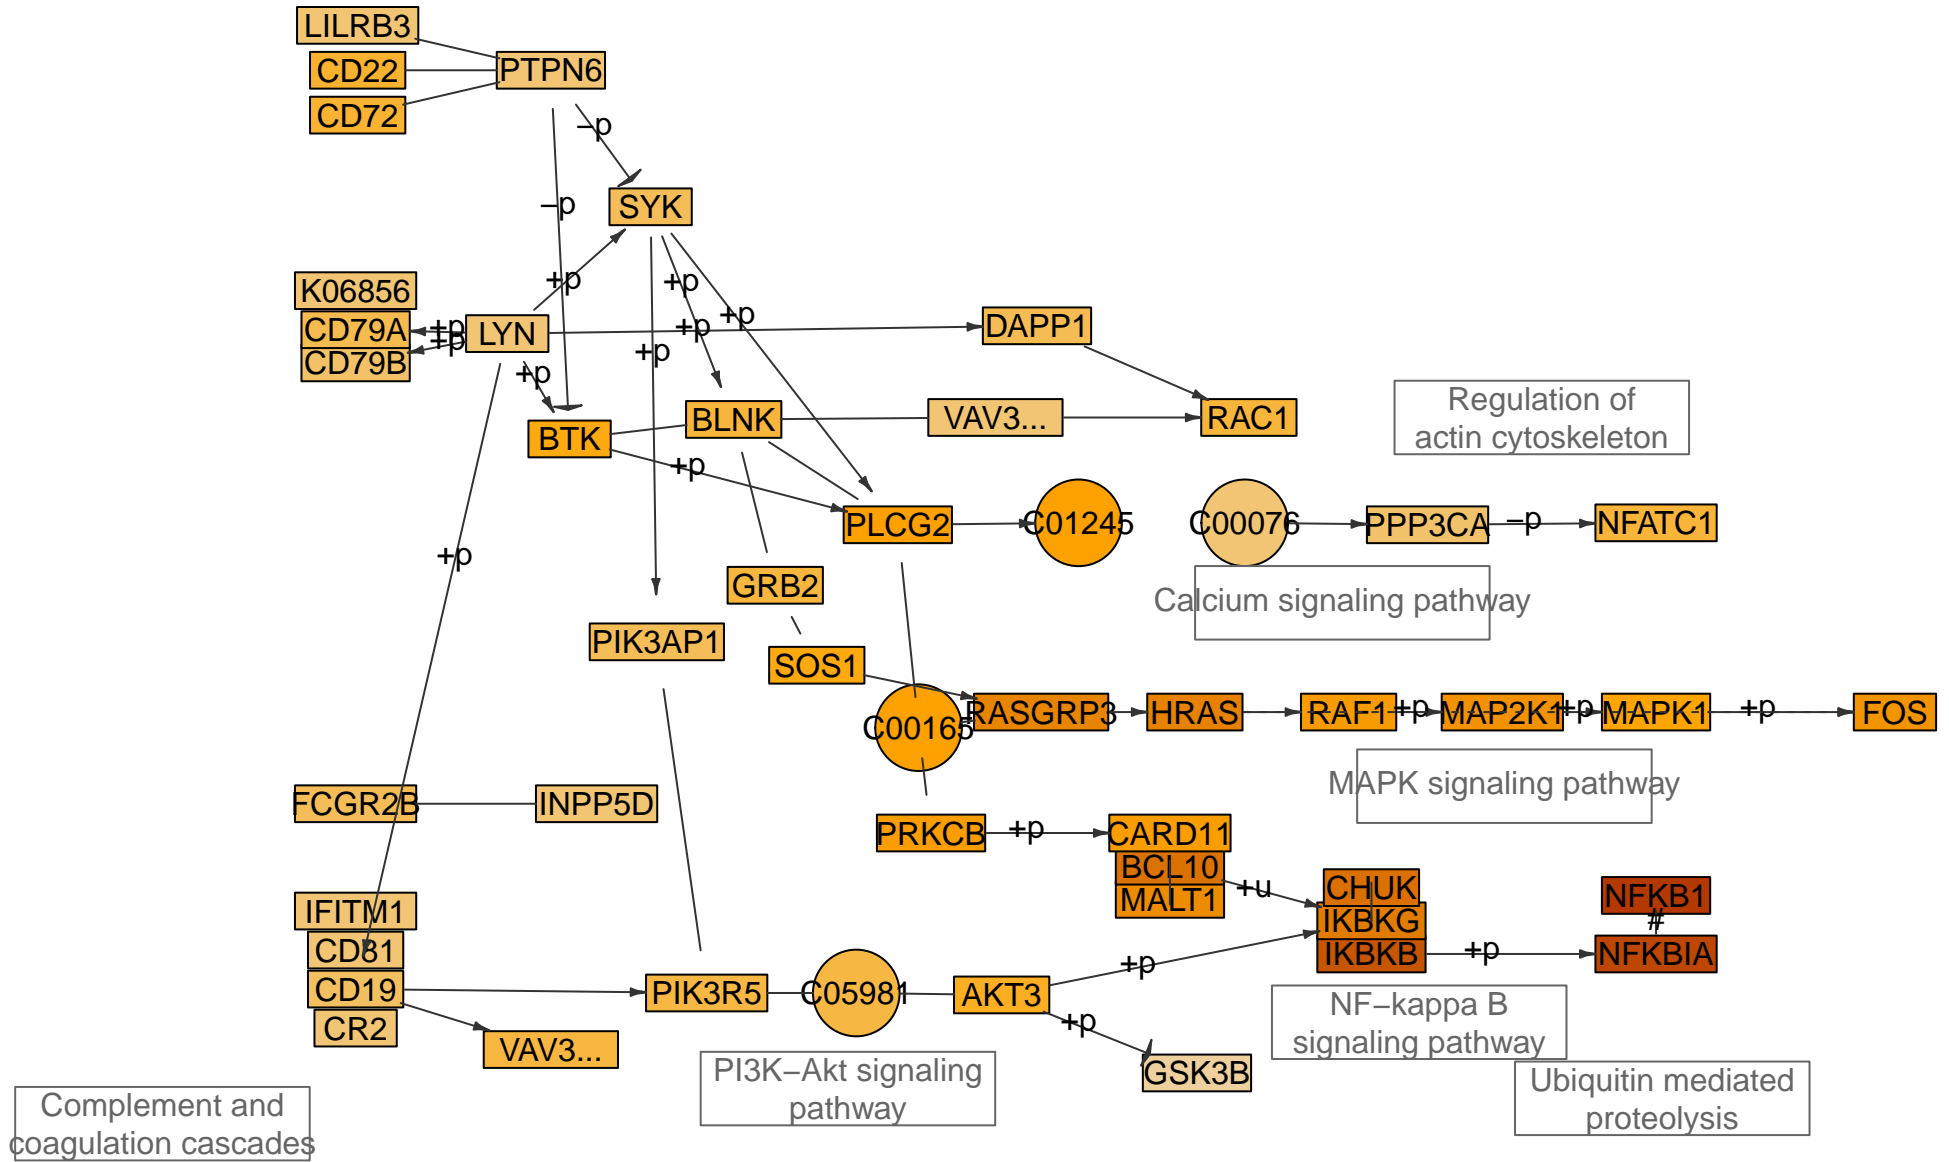 LILRB3
CD22
PTPN6
CD72
–p
SYK
–p
+p
+p
K06856
CD79A
+p
LYN
+p
+p
DAPP1
CD79B
+p
+p
+p
BTK
BLNK
VAV3...
RAC1
Regulation of
actin cytoskeleton
+p
PLCG2
C01245
C00076
PPP3CA
–p
NFATC1
+p
GRB2
Calcium signaling pathway
PIK3AP1
SOS1
C00165
RASGRP3
HRAS
RAF1
+p
MAP2K1
+p
MAPK1
+p
FOS
MAPK signaling pathway
FCGR2B
INPP5D
PRKCB
+p
CARD11
BCL10
MALT1
+u
CHUK
IKBKG
IKBKB
NFKB1
#
NFKBIA
+p
IFITM1
CD81
CD19
CR2
VAV3...
PIK3R5
C05981
AKT3
+p
+p
GSK3B
NF–kappa B
signaling pathway
PI3K–Akt signaling
pathway
Ubiquitin mediated
proteolysis
Complement and
coagulation cascades